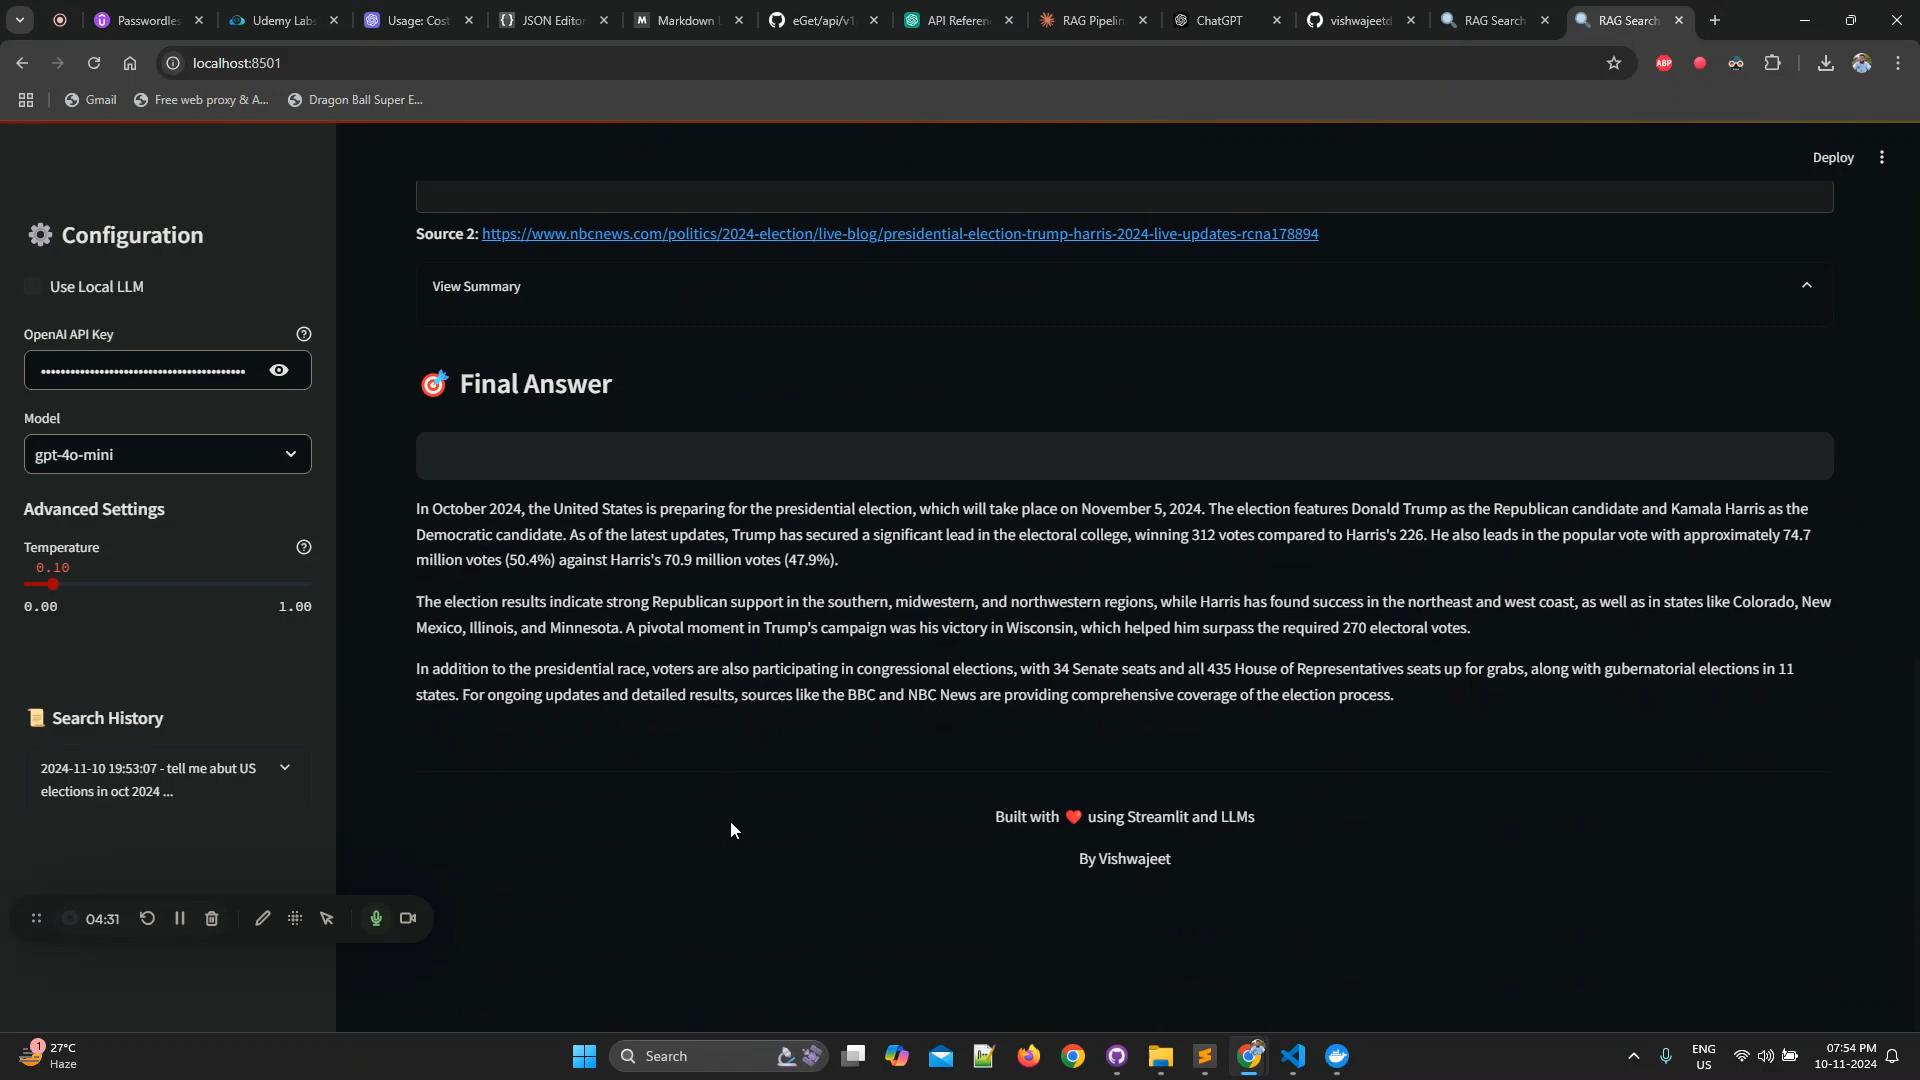 Passwordles
Udemy Labs
Usage: Cost
JSON Editor
Markdown L
eGet/api/v1
API Referen
RAG Pipelin
ChatGPT
vishwajeetd
RAG Search
RAG Search
localhost:8501
ABP
Gmail
Free web proxy & A...
Dragon Ball Super E...
Deploy
Configuration
Use Local LLM
OpenAI API Key
Model
gpt-4o-mini
Advanced Settings
Temperature
0.10
0.00 1.00
Search History
2024-11-10 19:53:07 - tell me abut US
elections in oct 2024 ...
04:31
Source 2: https://www.nbcnews.com/politics/2024-election/live-blog/presidential-election-trump-harris-2024-live-updates-rcna178894
View Summary
Final Answer
In October 2024, the United States is preparing for the presidential election, which will take place on November 5, 2024. The election features Donald Trump as the Republican candidate and Kamala Harris as the
Democratic candidate. As of the latest updates, Trump has secured a significant lead in the electoral college, winning 312 votes compared to Harris's 226. He also leads in the popular vote with approximately 74.7
million votes (50.4%) against Harris's 70.9 million votes (47.9%).
The election results indicate strong Republican support in the southern, midwestern, and northwestern regions, while Harris has found success in the northeast and west coast, as well as in states like Colorado, New
Mexico, Illinois, and Minnesota. A pivotal moment in Trump's campaign was his victory in Wisconsin, which helped him surpass the required 270 electoral votes.
In addition to the presidential race, voters are also participating in congressional elections, with 34 Senate seats and all 435 House of Representatives seats up for grabs, along with gubernatorial elections in 11
states. For ongoing updates and detailed results, sources like the BBC and NBC News are providing comprehensive coverage of the election process.
Built with ❤️ using Streamlit and LLMs
By Vishwajeet
1
27°C
Haze
Search
ENG
US
07:54 PM
10-11-2024